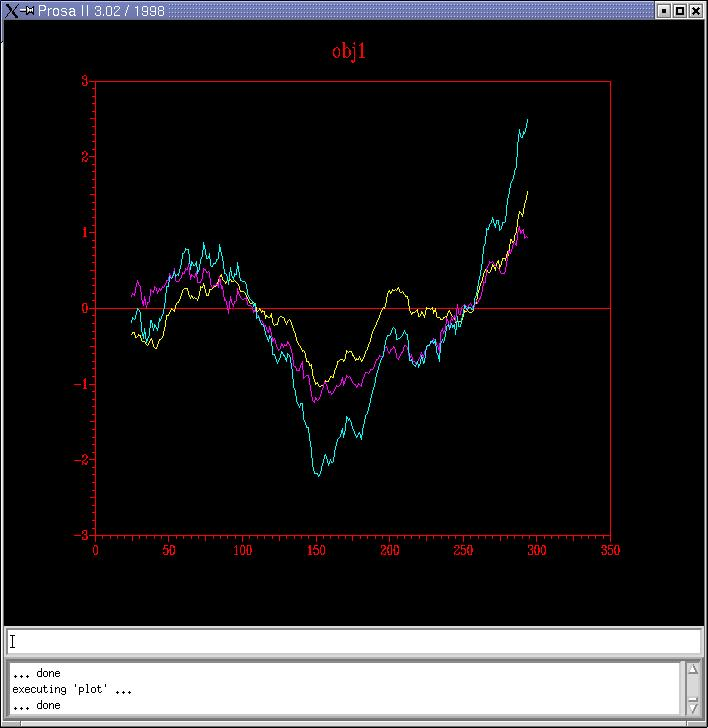 Prosa II 3.02 / 1998
obj1
3
2
1
0
-1
-2
-3
0 50 100 150 200 250 300 350
... done
executing 'plot' ...
... done